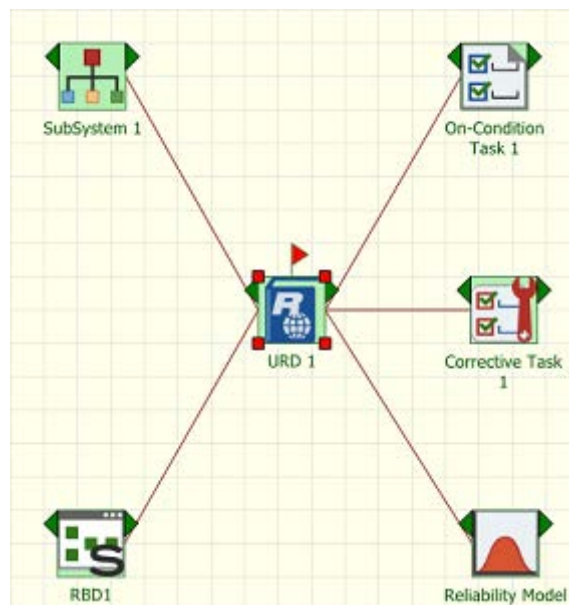 SubSystem 1
On-Condition
Task 1
R
URD 1
Corrective Task
1
S
RBD1
Reliability Model